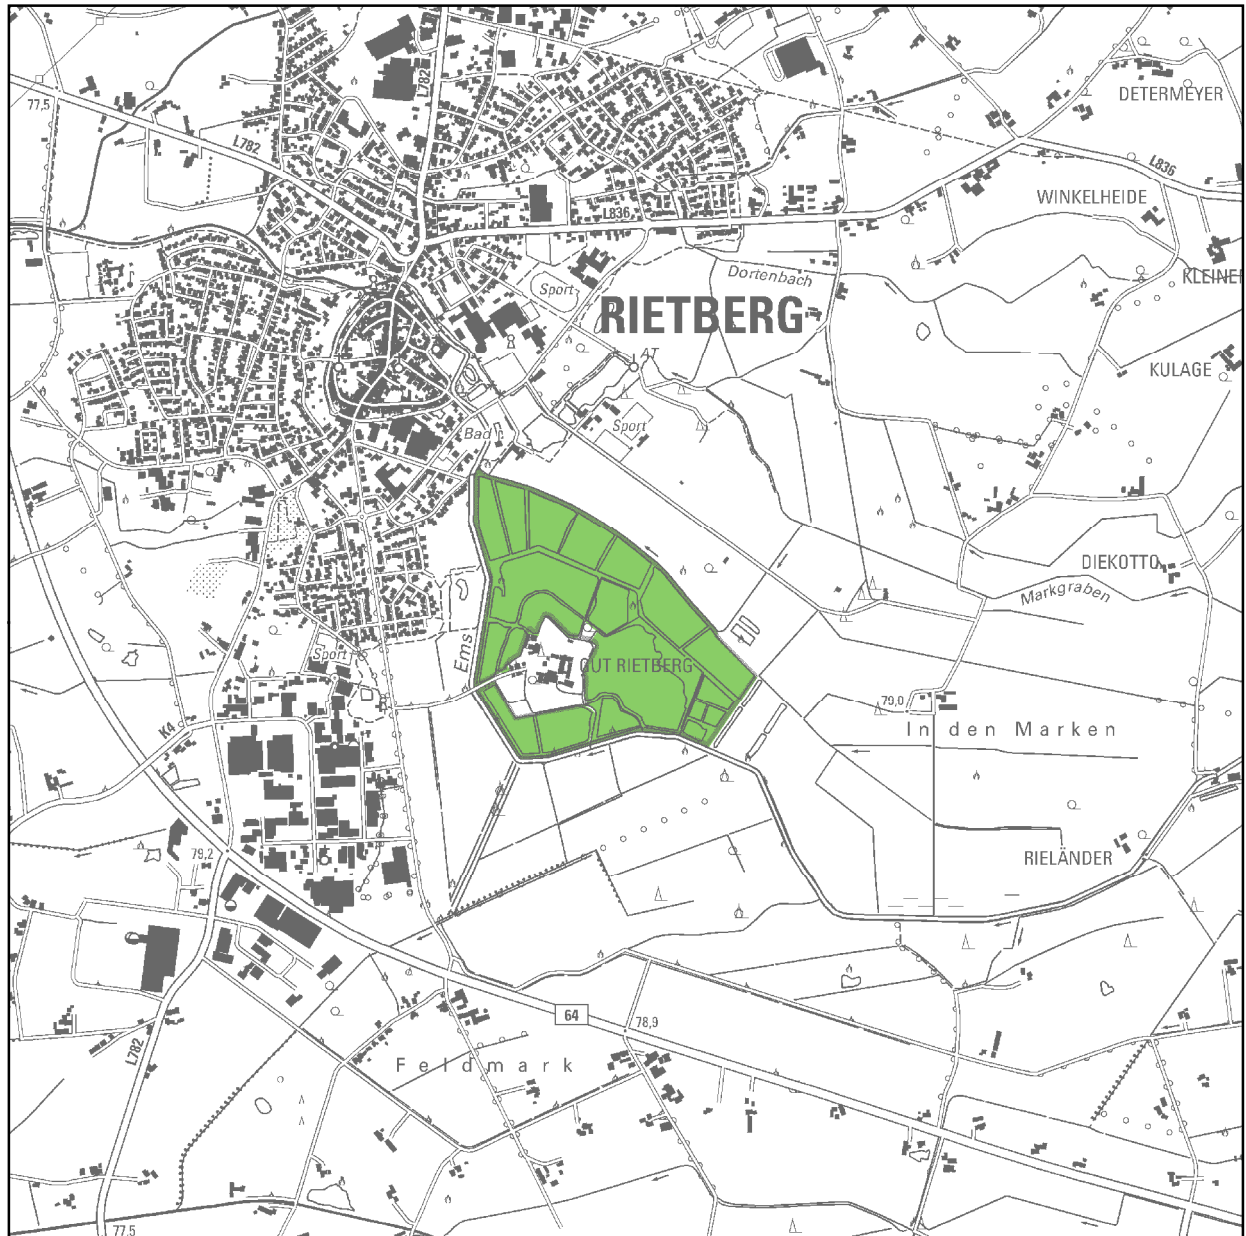 L782
77,5
DETERMEYER
L782
L836
WINKELHEIDE
L836
Dortenbach
KLEINE
Sport
RIETBERG
AT
KULAGE
Sport
Bad
DIEKOTTO
Markgraben
Ems
Sport
GUT RIETBERG
79,0
K4
In den Marken
79,2
RIELÄNDER
64
78,9
L782
Feldmark
77,5